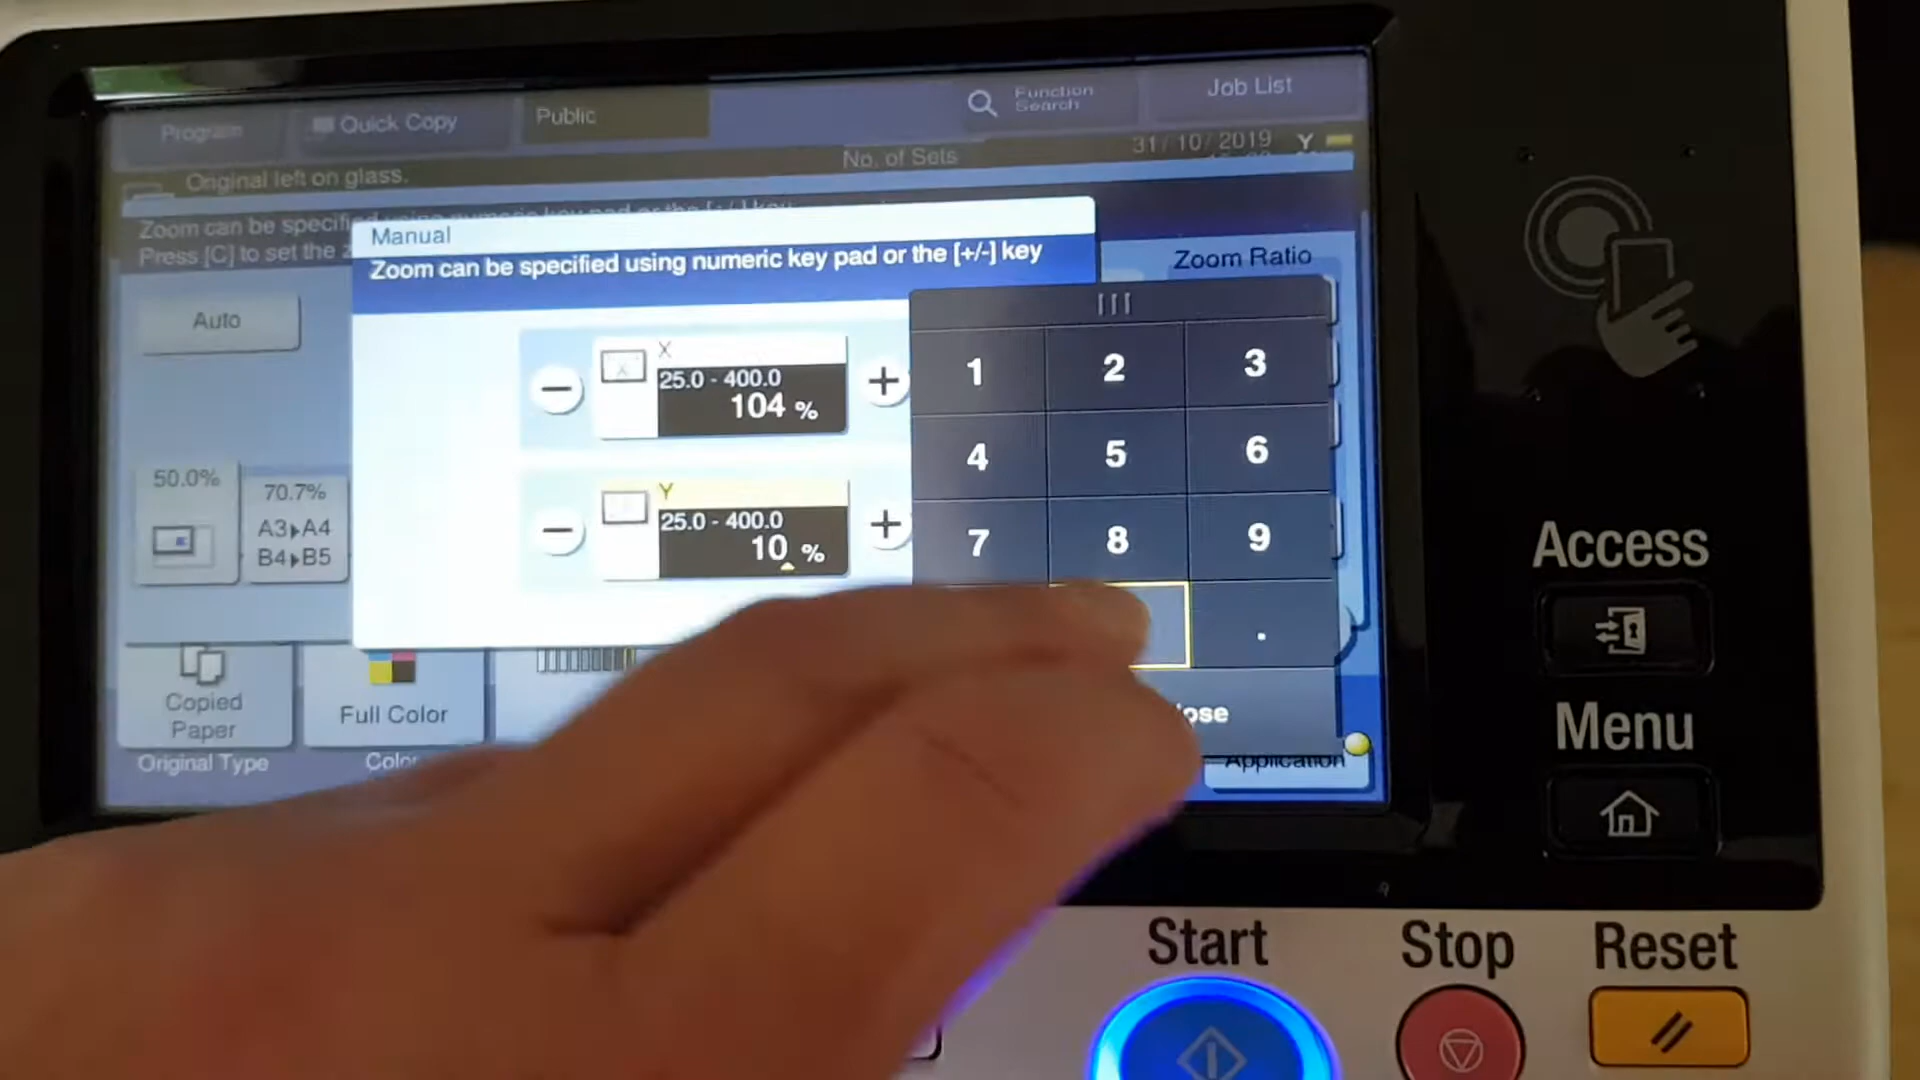 Program
Quick Copy
Public
Function
Search
Job List
Original left on glass.
No. of Sets
31/10/2019
Y
Zoom can be specified using numeric key pad or the [+/-] key
Press [C] to set the
Manual
Zoom can be specified using numeric key pad or the [+/-] key
Zoom Ratio
Auto
X
X
25.0 - 400.0
104 %
Y
25.0 - 400.0
10 %
1
2
3
4
5
6
7
8
9
.
50.0%
70.7%
A3▸A4
B4▸B5
Copied
Paper
Full Color
Original Type
Application
Access
Menu
Start
Stop
Reset